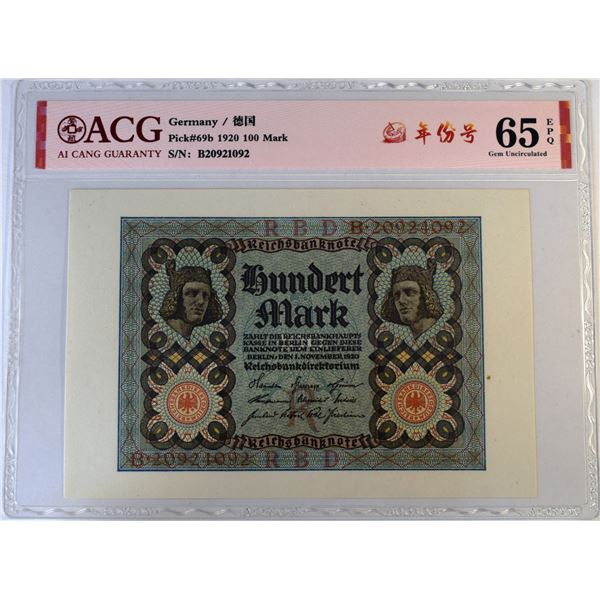 ACG
AI CANG GUARANTY
Germany / 德国
Pick#69b 1920 100 Mark
S/N: B20921092
年份号
65
EPQ
Gem Uncirculated
R B D B·20921092
Reichsbanknote
Hundert
Mark
ZAHLT DIE REICHSBANKHAUPT
KASSE IN BERLIN GEGEN DIESE
BANKNOTE DEM EINLIEFERER
BERLIN, DEN 1. NOVEMBER 1920
Reichsbankdirektorium
Reichsbanknote
B·20921092 R B D